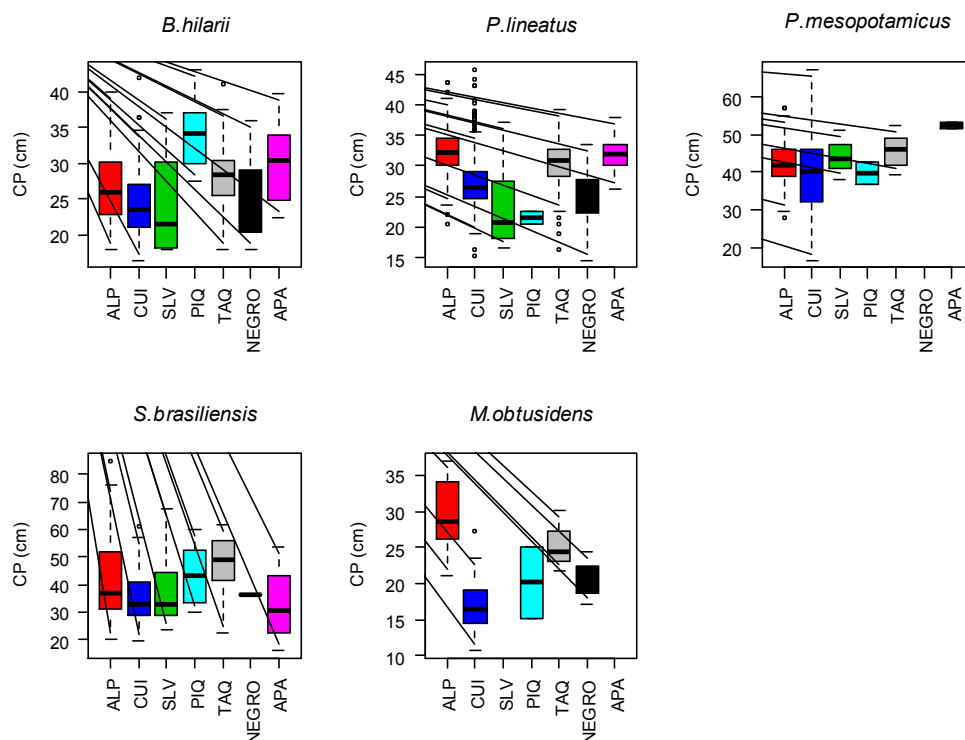 B.hilarii
CP (cm)
40
35
30
25
20
ALP
CUI
SLV
PIQ
TAQ
NEGRO
APA
P.lineatus
CP (cm)
45
40
35
30
25
20
15
ALP
CUI
SLV
PIQ
TAQ
NEGRO
APA
P.mesopotamicus
CP (cm)
60
50
40
30
20
ALP
CUI
SLV
PIQ
TAQ
NEGRO
APA
S.brasiliensis
CP (cm)
80
70
60
50
40
30
20
ALP
CUI
SLV
PIQ
TAQ
NEGRO
APA
M.obtusidens
CP (cm)
35
30
25
20
15
10
ALP
CUI
SLV
PIQ
TAQ
NEGRO
APA